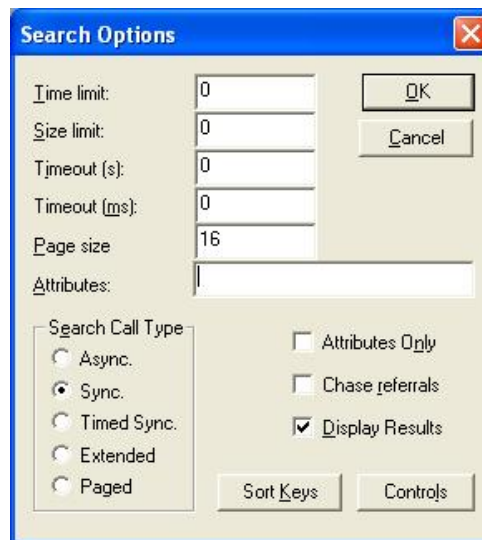 Search Options
Time limit: 0
OK
Size limit: 0
Cancel
Timeout (s): 0
Timeout (ms): 0
Page size 16
Attributes:
Search Call Type
Async.
Attributes Only
Sync.
Chase referrals
Timed Sync.
Display Results
Extended
Paged
Sort Keys
Controls